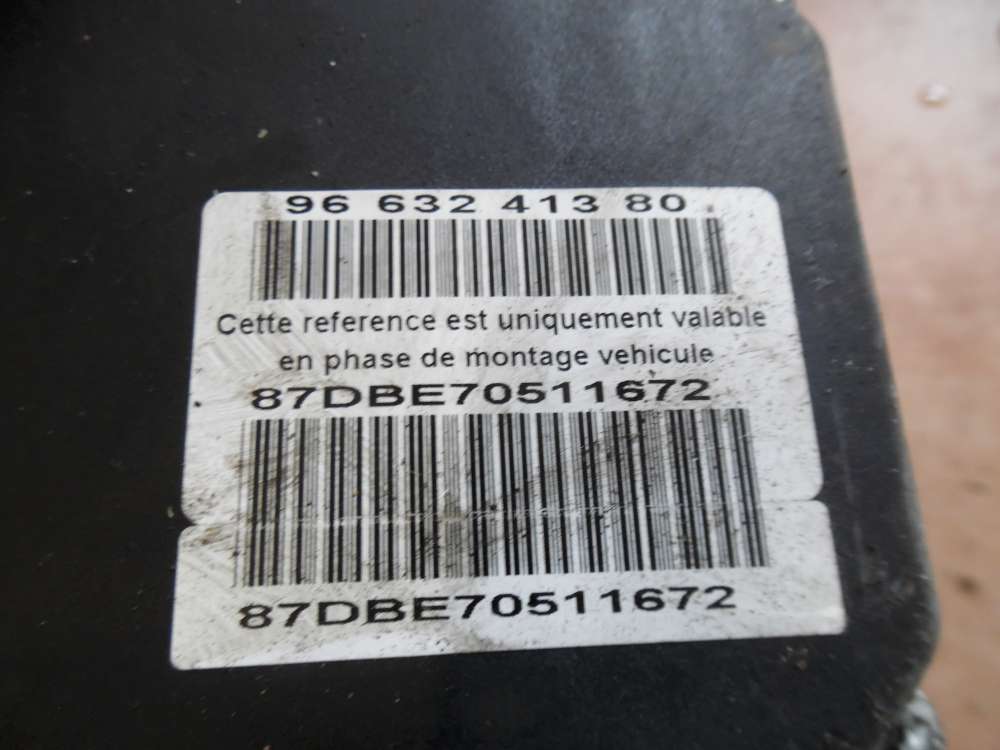 96 632 413 80
Cette reference est uniquement valable
en phase de montage vehicule
87DBE70511672
87DBE70511672